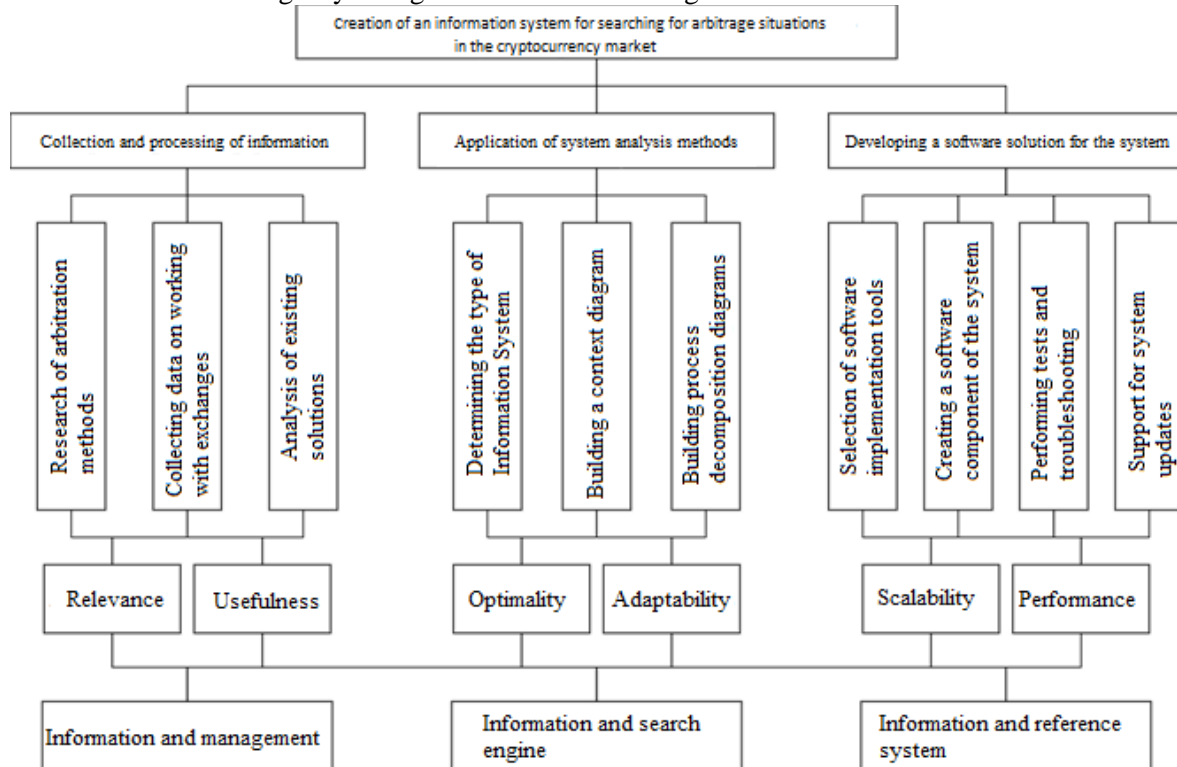 Creation of an information system for searching for arbitrage situations
in the cryptocurrency market
Collection and processing of information
Application of system analysis methods
Developing a software solution for the system
Research of arbitration
methods
Collecting data on working
with exchanges
Analysis of existing
solutions
Determining the type of
Information System
Building a context diagram
Building process
decomposition diagrams
Selection of software
implementation tools
Creating a software
component of the system
Performing tests and
troubleshooting
Support for system
updates
Relevance
Usefulness
Optimality
Adaptability
Scalability
Performance
Information and management
Information and search
engine
Information and reference
system